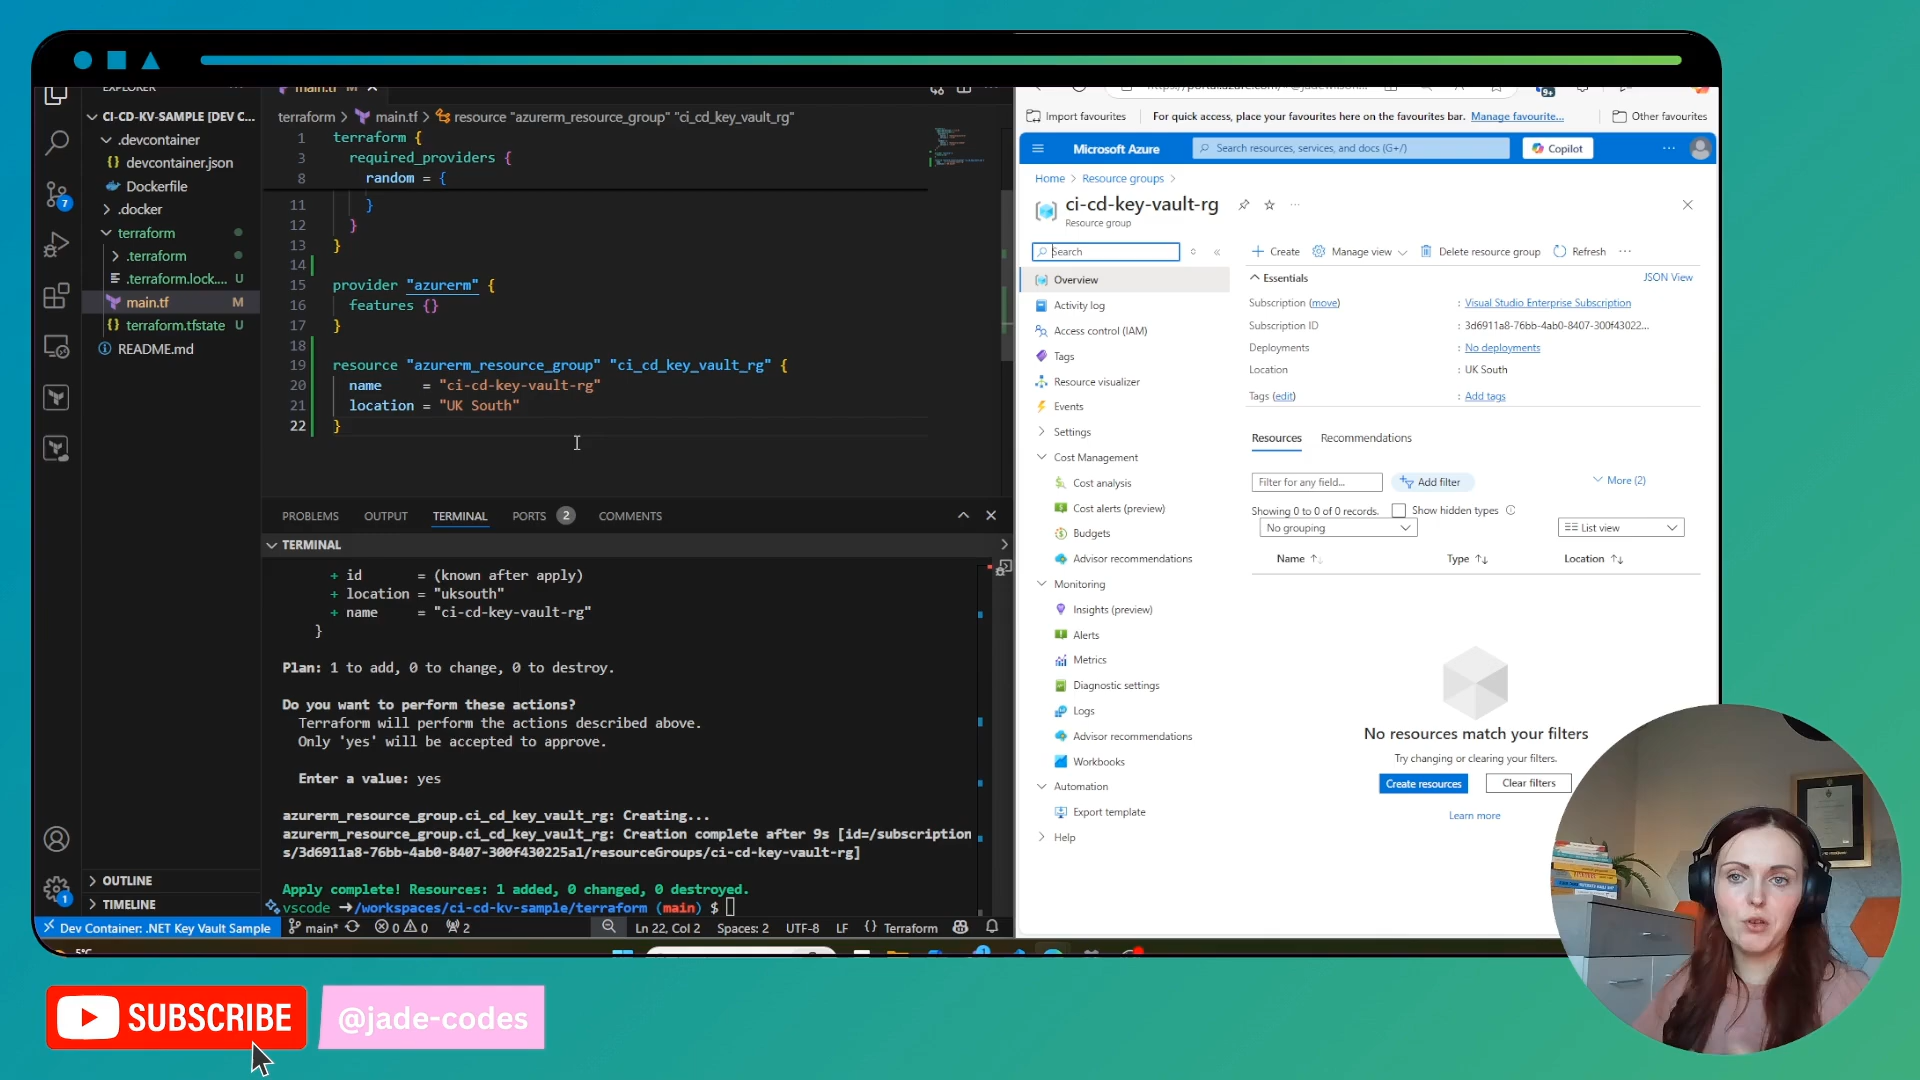 EXPLORER
main.tf M
CI-CD-KV-SAMPLE [DEV C...
.devcontainer
devcontainer.json
Dockerfile
.docker
terraform
.terraform
.terraform.lock.... U
main.tf M
terraform.tfstate U
README.md
7
OUTLINE
TIMELINE
1
terraform > main.tf > resource "azurerm_resource_group" "ci_cd_key_vault_rg"
1 terraform {
3 required_providers {
8 random = {
11 }
12 }
13 }
14
15 provider "azurerm" {
16 features {}
17 }
18
19 resource "azurerm_resource_group" "ci_cd_key_vault_rg" {
20 name = "ci-cd-key-vault-rg"
21 location = "UK South"
22 }
PROBLEMS OUTPUT TERMINAL PORTS 2 COMMENTS
TERMINAL
+ id = (known after apply)
+ location = "uksouth"
+ name = "ci-cd-key-vault-rg"
}
Plan: 1 to add, 0 to change, 0 to destroy.
Do you want to perform these actions?
Terraform will perform the actions described above.
Only 'yes' will be accepted to approve.
Enter a value: yes
azurerm_resource_group.ci_cd_key_vault_rg: Creating...
azurerm_resource_group.ci_cd_key_vault_rg: Creation complete after 9s [id=/subscription
s/3d6911a8-76bb-4ab0-8407-300f430225a1/resourceGroups/ci-cd-key-vault-rg]
Apply complete! Resources: 1 added, 0 changed, 0 destroyed.
vscode ➜/workspaces/ci-cd-kv-sample/terraform (main) $
Dev Container: .NET Key Vault Sample main* 0 0 2 Ln 22, Col 2 Spaces: 2 UTF-8 LF {} Terraform
5°C
9+
Import favourites For quick access, place your favourites here on the favourites bar. Manage favourite... Other favourites
Microsoft Azure Search resources, services, and docs (G+/) Copilot ...
Home > Resource groups >
ci-cd-key-vault-rg ...
Resource group
Search
Create Manage view Delete resource group Refresh ...
Overview
Activity log
Access control (IAM)
Tags
Resource visualizer
Events
Settings
Cost Management
Cost analysis
Cost alerts (preview)
Budgets
Advisor recommendations
Monitoring
Insights (preview)
Alerts
Metrics
Diagnostic settings
Logs
Advisor recommendations
Workbooks
Automation
Export template
Help
Essentials JSON View
Subscription (move) : Visual Studio Enterprise Subscription
Subscription ID : 3d6911a8-76bb-4ab0-8407-300f43022...
Deployments : No deployments
Location : UK South
Tags (edit) : Add tags
Resources Recommendations
Filter for any field... Add filter More (2)
Showing 0 to 0 of 0 records. Show hidden types
No grouping List view
Name ↑↓ Type ↑↓ Location ↑↓
No resources match your filters
Try changing or clearing your filters.
Create resources Clear filters
Learn more
SUBSCRIBE
@jade-codes